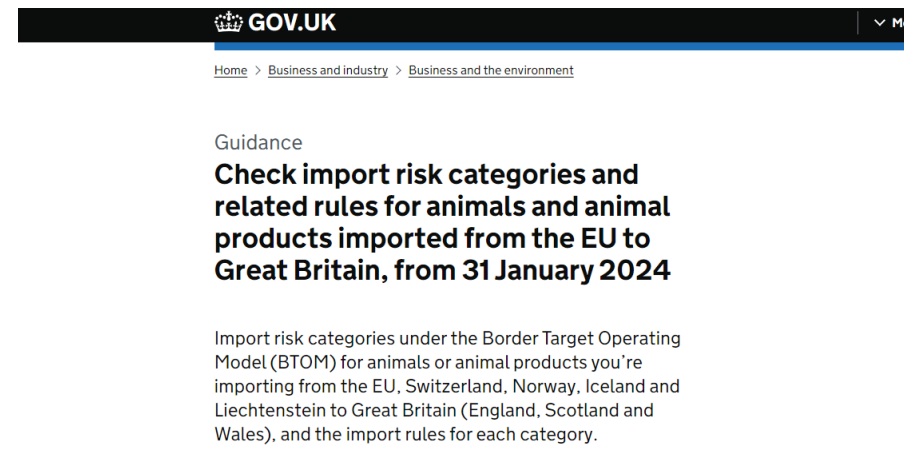 GOV.UK
Home > Business and industry > Business and the environment
Guidance
Check import risk categories and
related rules for animals and animal
products imported from the EU to
Great Britain, from 31 January 2024
Import risk categories under the Border Target Operating
Model (BTOM) for animals or animal products you’re
importing from the EU, Switzerland, Norway, Iceland and
Liechtenstein to Great Britain (England, Scotland and
Wales), and the import rules for each category.